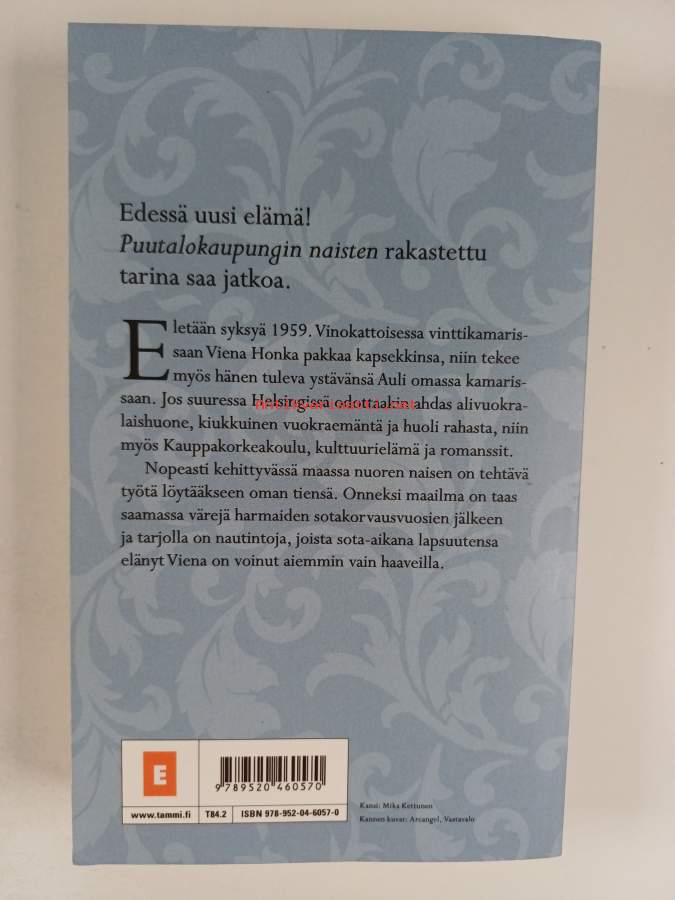 Edessä uusi elämä!
Puutalokaupungin naisten rakastettu
tarina saa jatkoa.
Eletään syksyä 1959. Vinokattoisessa vinttikamaris-
saan Viena Honka pakkaa kapsekkinsa, niin tekee
myös hänen tuleva ystävänsä Auli omassa kamaris-
saan. Jos suuressa Helsingissä odottaakin ahdas alivuokra-
laishuone, kiukkuinen vuokraemäntä ja huoli rahasta, niin
myös Kauppakorkeakoulu, kulttuurielämä ja romanssit.
Nopeasti kehittyvässä maassa nuoren naisen on tehtävä
työtä löytääkseen oman tiensä. Onneksi maailma on taas
saamassa värejä harmaiden sotakorvausvuosien jälkeen
ja tarjolla on nautintoja, joista sota-aikana lapsuutensa
elänyt Viena on voinut aiemmin vain haaveilla.
E
9 789520 460570
www.tammi.fi
T84.2
ISBN 978-952-04-6057-0
Kansi: Mika Kettunen
Kannen kuvat: Arcangel, Vastavalo